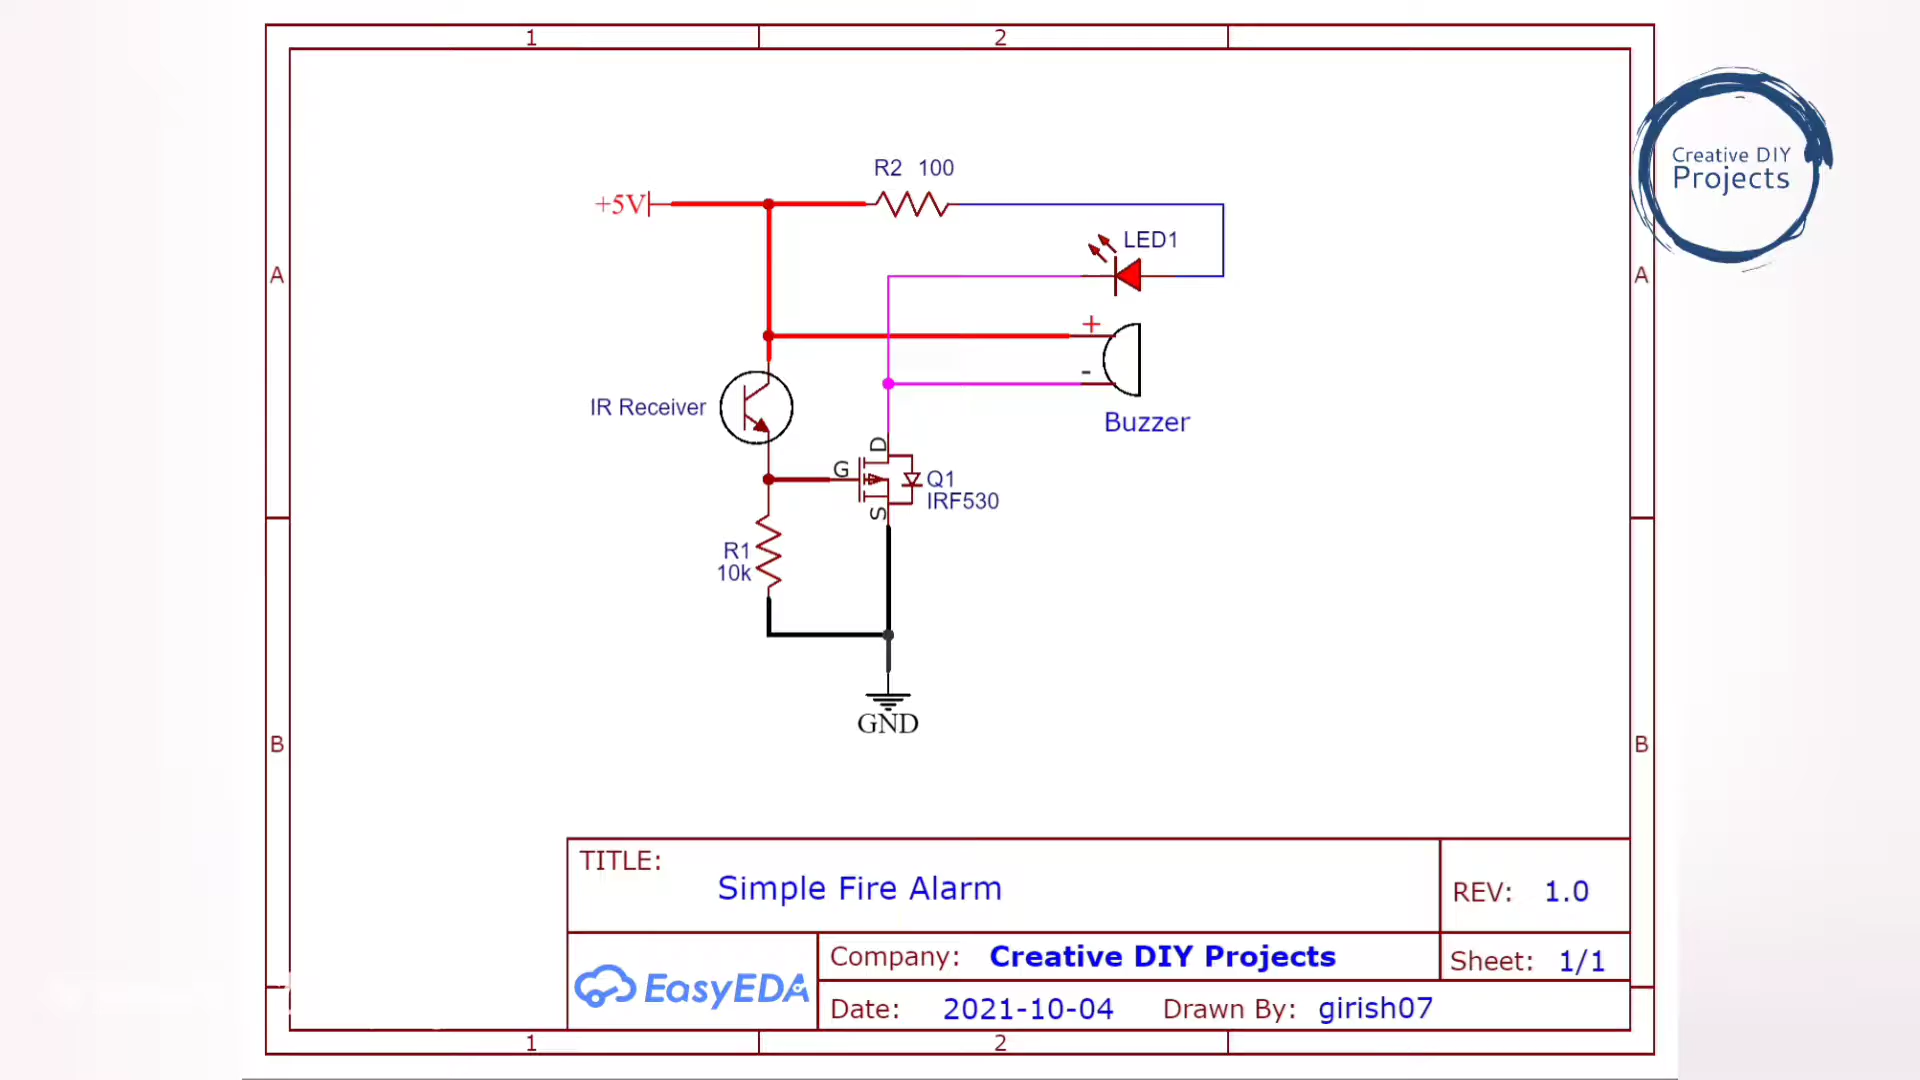 1 2
Creative DIY
Projects
R2 100
+5V
LED1
A A
+
IR Receiver
-
Buzzer
D
G
Q1
IRF530
S
R1
10k
GND
B B
TITLE:
Simple Fire Alarm
REV: 1.0
EasyEDA
Company: Creative DIY Projects
Sheet: 1/1
Date: 2021-10-04 Drawn By: girish07
1 2